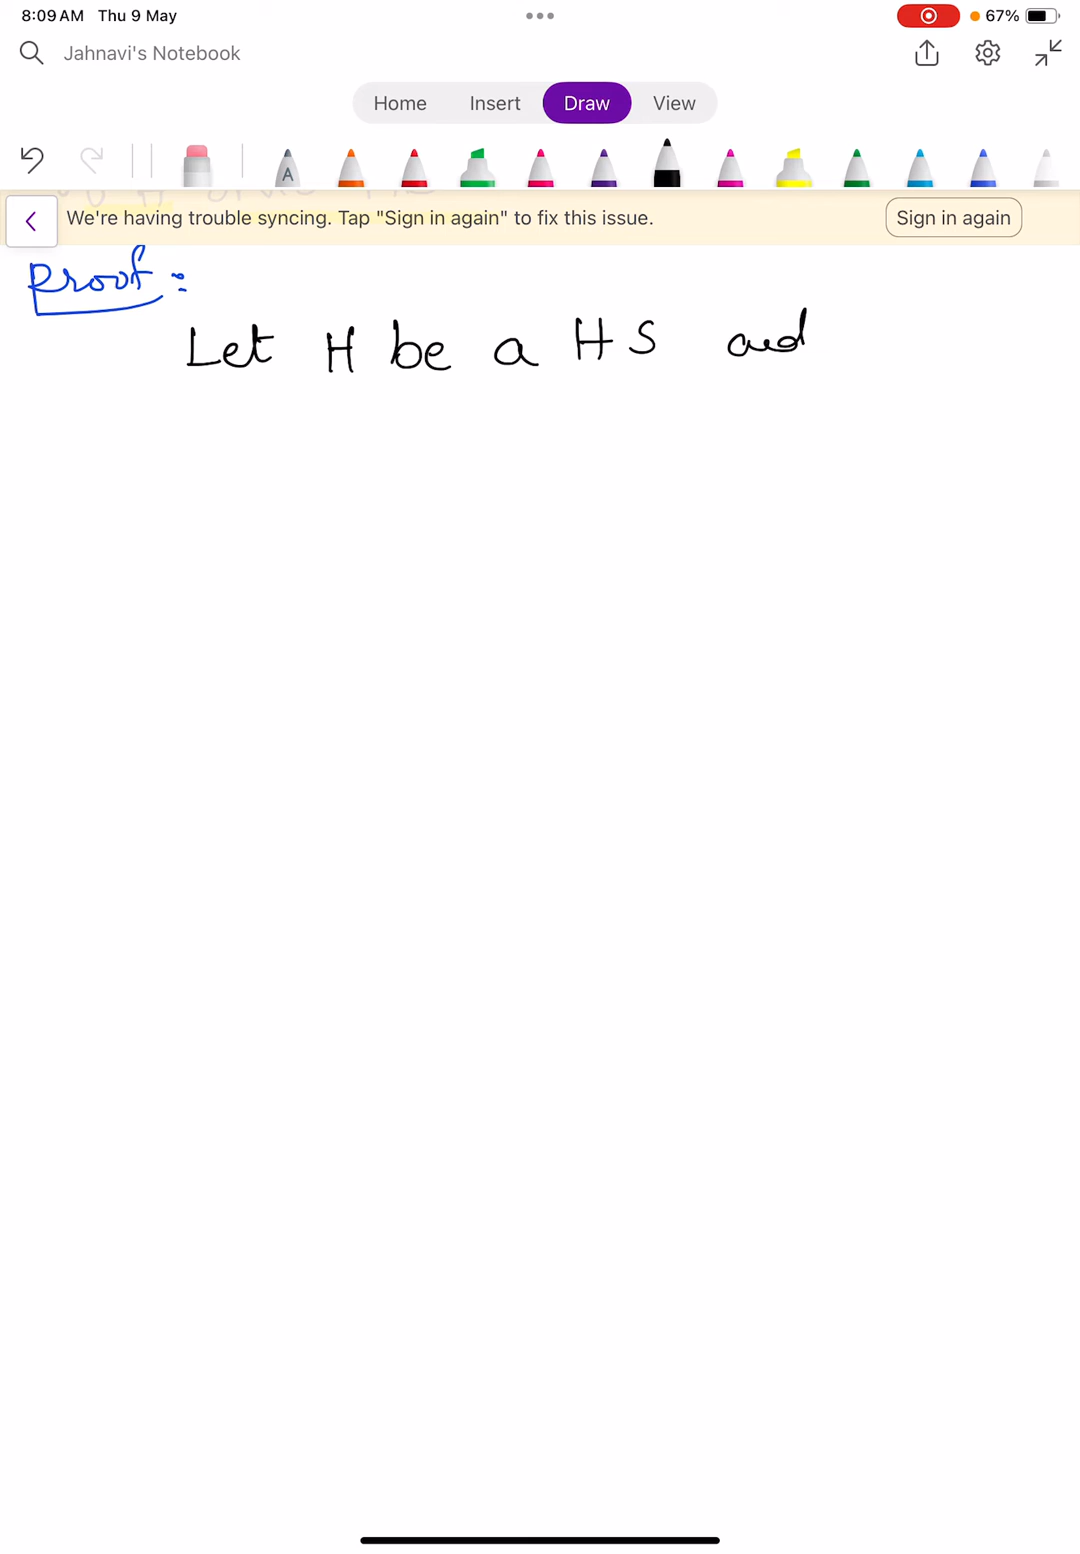 8:09 AM Thu 9 May
67%
Jahnavi's Notebook
Home Insert Draw View
A
We're having trouble syncing. Tap "Sign in again" to fix this issue. Sign in again
Proof :
Let H be a HS and